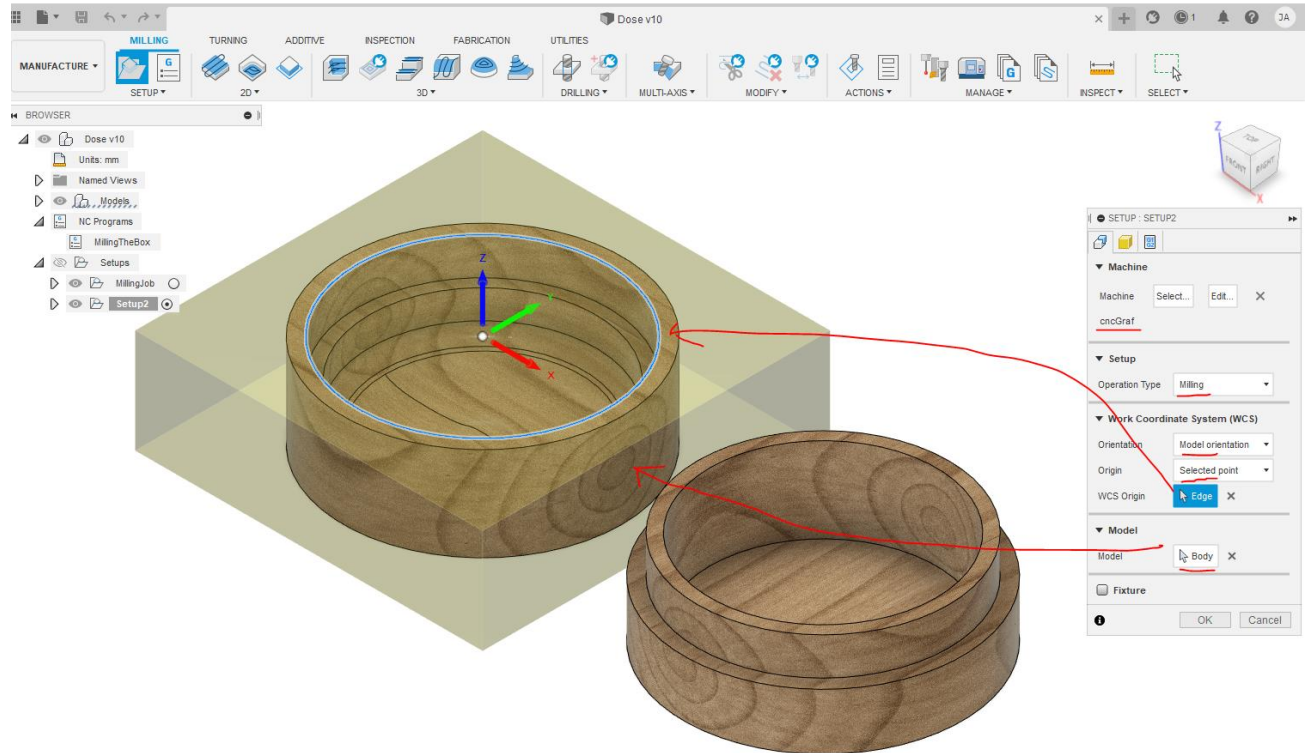 Dose v10
1
JA
MANUFACTURE
MILLING
TURNING
ADDITIVE
INSPECTION
FABRICATION
UTILITIES
SETUP
2D
3D
DRILLING
MULTI-AXIS
MODIFY
ACTIONS
MANAGE
INSPECT
SELECT
BROWSER
Dose v10
Units: mm
Named Views
Models
NC Programs
MillingTheBox
Setups
MillingJob
Setup2
Z
Y
X
Z
TOP
FRONT
RIGHT
X
SETUP : SETUP2
Machine
Machine Select... Edit...
cncGraf
Setup
Operation Type Milling
Work Coordinate System (WCS)
Orientation Model orientation
Origin Selected point
WCS Origin Edge
Model
Model Body
Fixture
OK Cancel